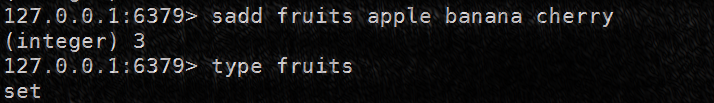 127.0.0.1:6379> sadd fruits apple banana cherry
(integer) 3
127.0.0.1:6379> type fruits
set